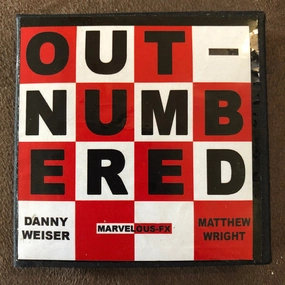 OUT-
NUMB
ERED
DANNY
WEISER
MARVELOUS-FX
MATTHEW
WRIGHT